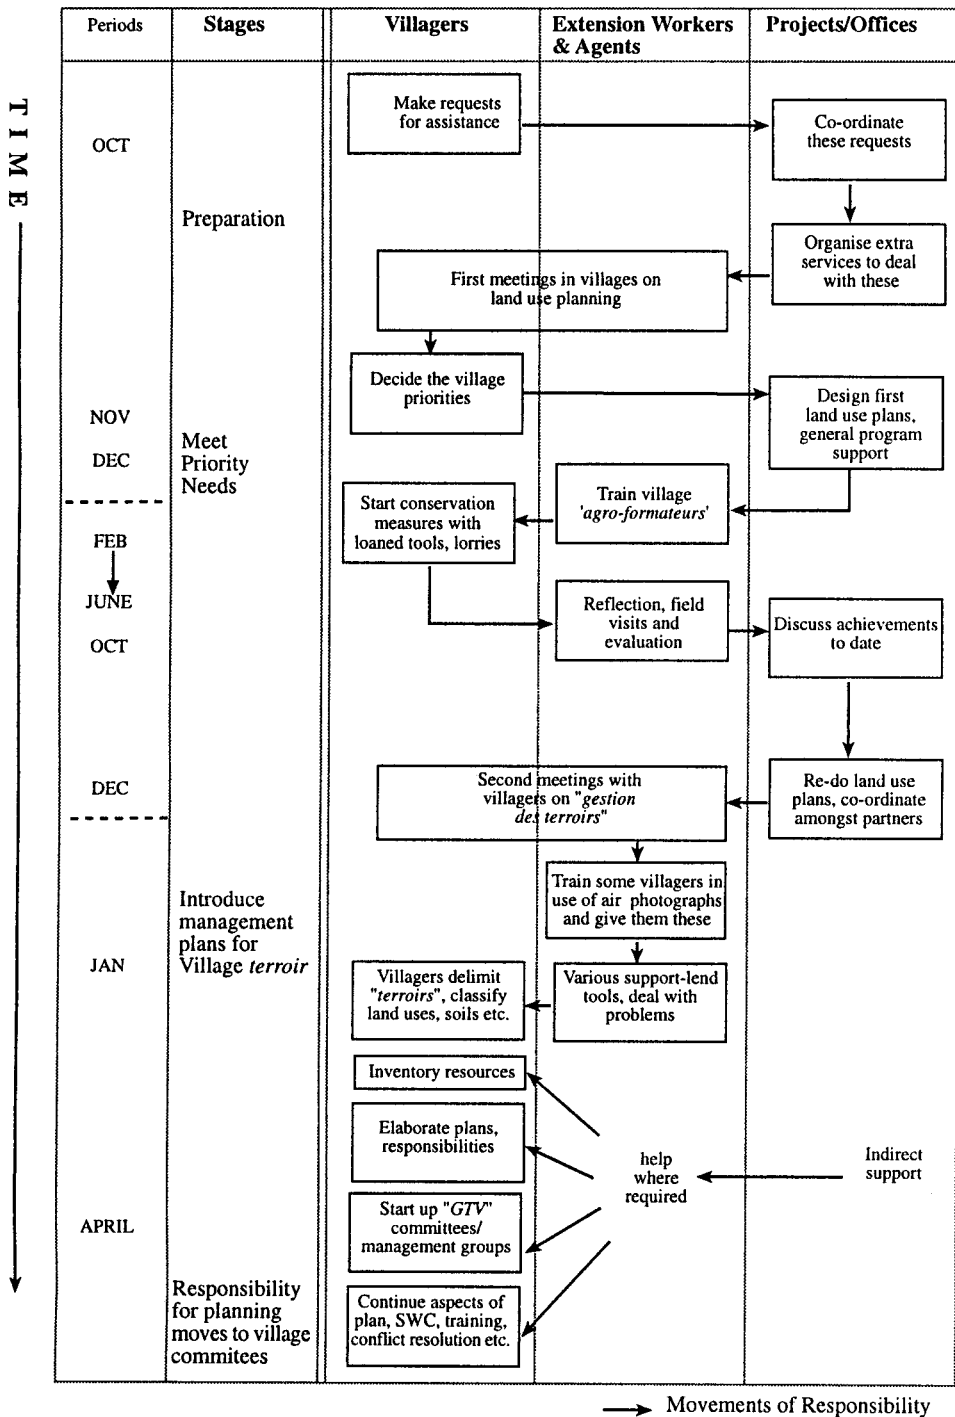 Periods
Stages
Villagers
Extension Workers
& Agents
Projects/Offices
TIME
OCT
Preparation
Make requests
for assistance
Co-ordinate
these requests
Organise extra
services to deal
with these
First meetings in villages on
land use planning
Decide the village
priorities
Design first
land use plans,
general program
support
NOV
DEC
Meet
Priority
Needs
Train village
'agro-formateurs'
Start conservation
measures with
loaned tools, lorries
FEB
JUNE
OCT
Reflection, field
visits and
evaluation
Discuss achievements
to date
DEC
Second meetings with
villagers on "gestion
des terroirs"
Re-do land use
plans, co-ordinate
amongst partners
Train some villagers in
use of air photographs
and give them these
Introduce
management
plans for
Village terroir
JAN
Villagers delimit
"terroirs", classify
land uses, soils etc.
Various support-lend
tools, deal with
problems
Inventory resources
Elaborate plans,
responsibilities
help
where
required
Indirect
support
APRIL
Start up "GTV"
committees/
management groups
Responsibility
for planning
moves to village
commitees
Continue aspects of
plan, SWC, training,
conflict resolution etc.
Movements of Responsibility